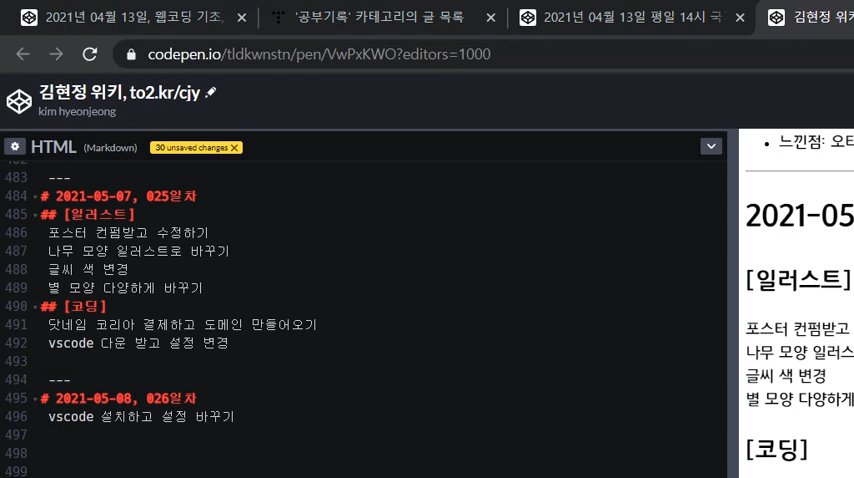 2021년 04월 13일, 웹코딩 기초,
'공부기록' 카테고리의 글 목록
2021년 04월 13일 평일 14시 국
김현정 위키
codepen.io/tldkwnstn/pen/VwPxKWO?editors=1000
김현정 위키, to2.kr/cjy
kim hyeonjeong
HTML (Markdown) 30 unsaved changes X
483 ---
484 # 2021-05-07, 025일차
485 ## [일러스트]
486 포스터 컨펌받고 수정하기
487 나무 모양 일러스트로 바꾸기
488 글씨 색 변경
489 별 모양 다양하게 바꾸기
490 ## [코딩]
491 닷네임 코리아 결제하고 도메인 만들어오기
492 vscode 다운 받고 설정 변경
493
494 ---
495 # 2021-05-08, 026일차
496 vscode 설치하고 설정 바꾸기
497
498
499
• 느낀점: 오타
2021-05
[일러스트]
포스터 컨펌받고
나무 모양 일러스
글씨 색 변경
별 모양 다양하게
[코딩]